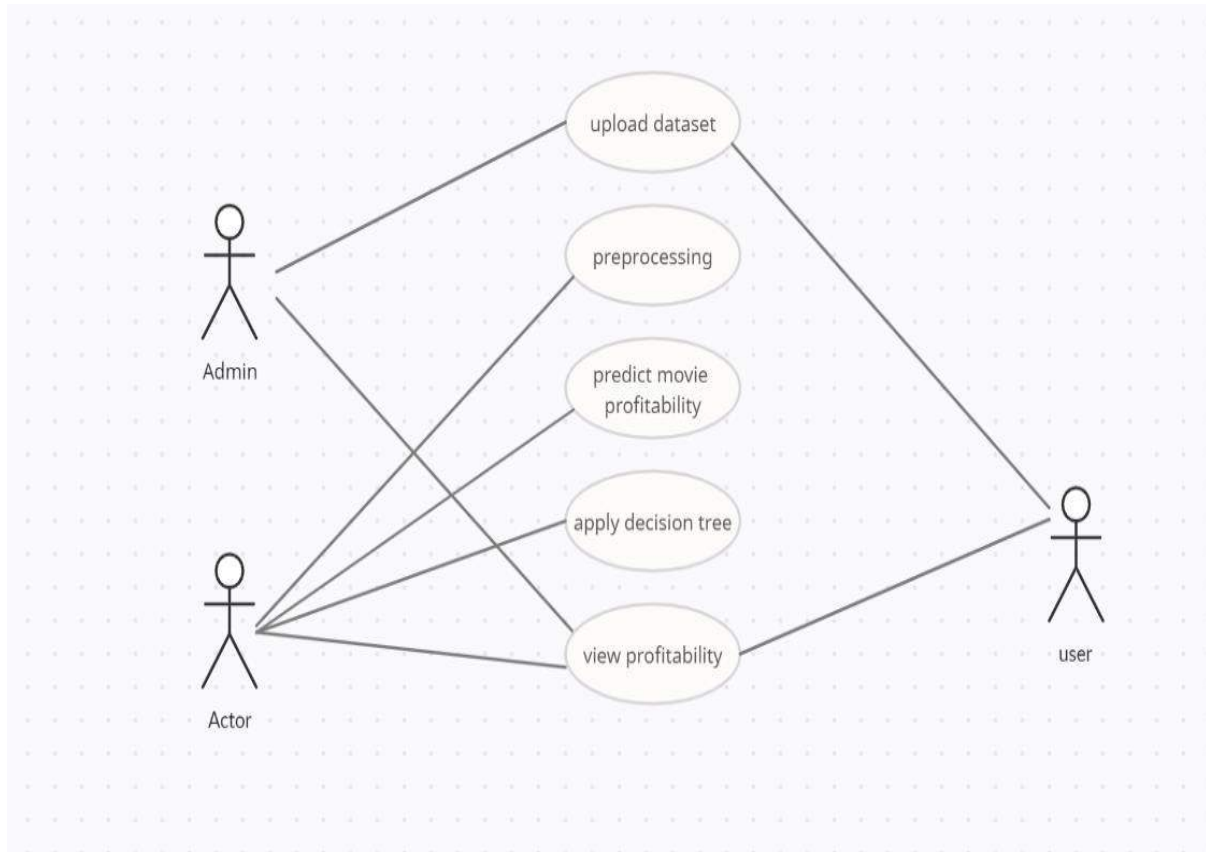 upload dataset
preprocessing
Admin
predict movie
profitability
apply decision tree
view profitability
user
Actor